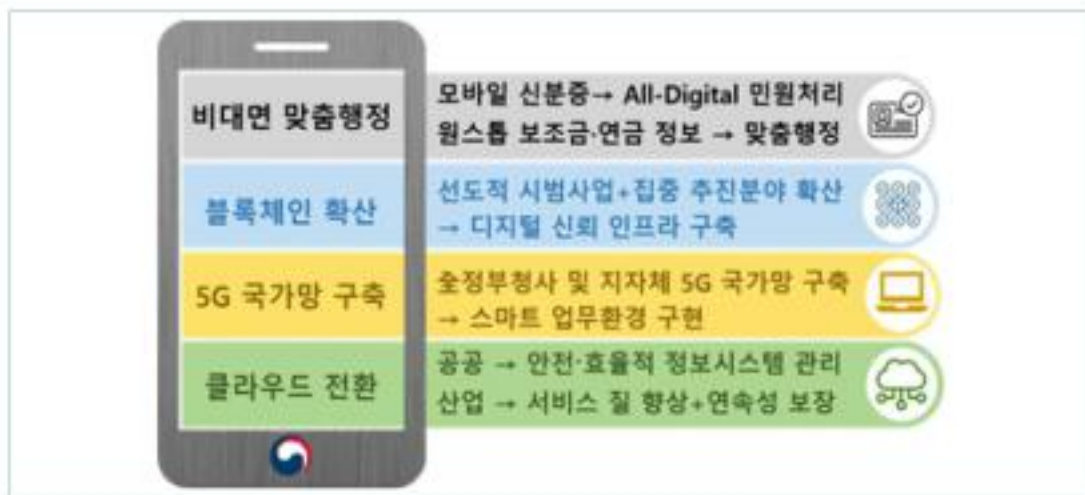 비대면 맞춤행정
모바일 신분증→ All-Digital 민원처리
원스톱 보조금·연금 정보 → 맞춤행정
블록체인 확산
선도적 시범사업+집중 추진분야 확산
→ 디지털 신뢰 인프라 구축
5G 국가망 구축
全정부청사 및 지자체 5G 국가망 구축
→ 스마트 업무환경 구현
클라우드 전환
공공 → 안전·효율적 정보시스템 관리
산업 → 서비스 질 향상+연속성 보장